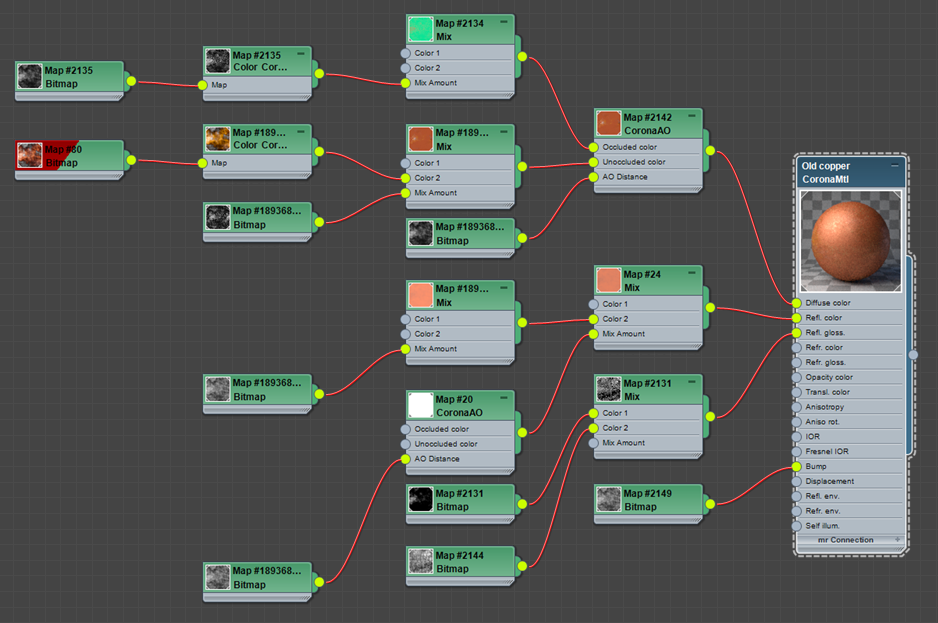 Map #2135
Bitmap
Map #80
Bitmap
Map #2135
Color Cor...
Map
Map #189...
Color Cor...
Map
Map #189368...
Bitmap
Map #189368...
Bitmap
Map #189368...
Bitmap
Map #2134
Mix
Color 1
Color 2
Mix Amount
Map #189...
Mix
Color 1
Color 2
Mix Amount
Map #189368...
Bitmap
Map #189...
Mix
Color 1
Color 2
Mix Amount
Map #20
CoronaAO
Occluded color
Unoccluded color
AO Distance
Map #2131
Bitmap
Map #2144
Bitmap
Map #2142
CoronaAO
Occluded color
Unoccluded color
AO Distance
Map #24
Mix
Color 1
Color 2
Mix Amount
Map #2131
Mix
Color 1
Color 2
Mix Amount
Map #2149
Bitmap
Old copper
CoronaMtl
Diffuse color
Refl. color
Refl. gloss.
Refr. color
Refr. gloss.
Opacity color
Transl. color
Anisotropy
Aniso rot.
IOR
Fresnel IOR
Bump
Displacement
Refl. env.
Refr. env.
Self illum.
mr Connection